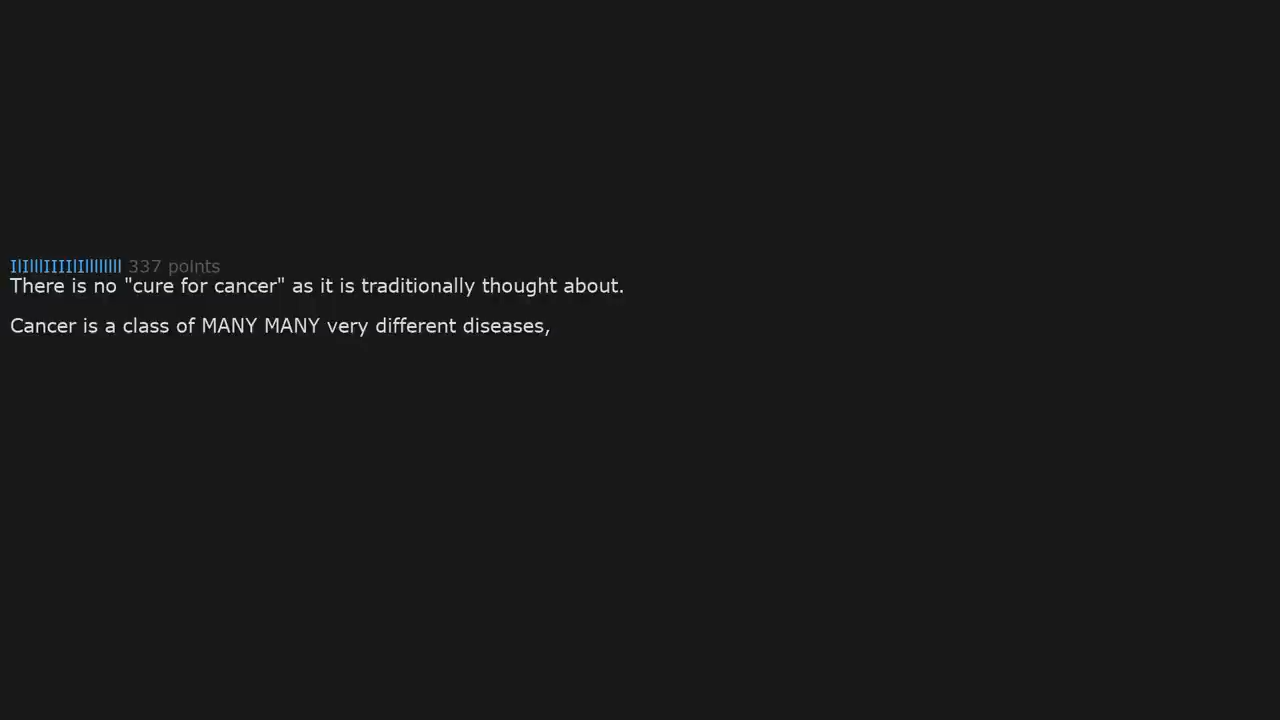 337 points
There is no "cure for cancer" as it is traditionally thought about.
Cancer is a class of MANY MANY very different diseases,